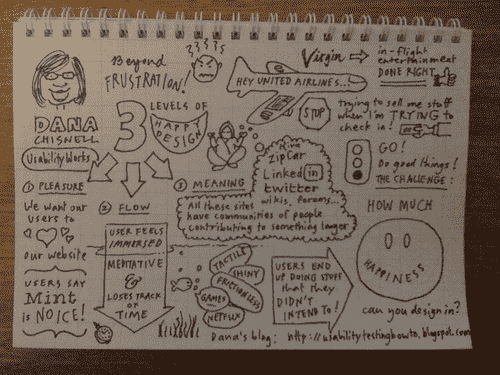 Beyond
FRUSTRATION!
????
Virgin
in-flight
entertainment
DONE RIGHT
HEY UNITED AIRLINES...
STOP
trying to sell me stuff
when I'm TRYING to
check in!
DANA
CHISNELL
UsabilityWorks
3
LEVELS OF
HAPPY
DESIGN
GO!
Do good things!
THE CHALLENGE:
① PLEASURE
We want our
users to
our website
USERS SAY
Mint
is NOICE!
② FLOW
USER FEELS
IMMERSED
MEDITATIVE
&
LOSES TRACK
OF
TIME
TACTILE
SHINY
FRICTIONLESS
GAMES
NETFLIX
③ MEANING
Kiva
ZIPCar
Linked in
twitter
wikis, forums...
All these sites
have communities of people
contributing to something larger
USERS END
UP DOING STUFF
that they
DIDN'T
INTEND TO!
HOW MUCH
HAPPINESS
can you design in?
Dana's blog: http://usabilitytestinghowto.blogspot.com